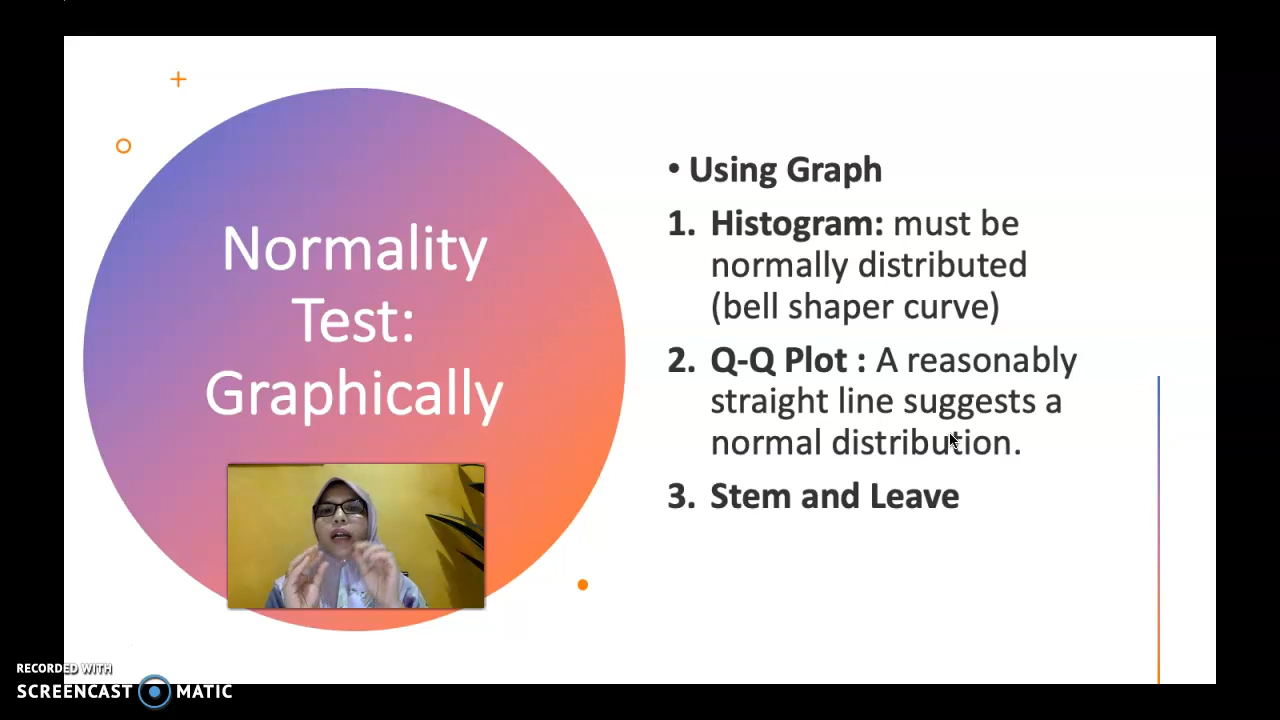 Normality
Test:
Graphically
• Using Graph
1. Histogram: must be
normally distributed
(bell shaper curve)
2. Q-Q Plot : A reasonably
straight line suggests a
normal distribution.
3. Stem and Leave
RECORDED WITH
SCREENCAST MATIC